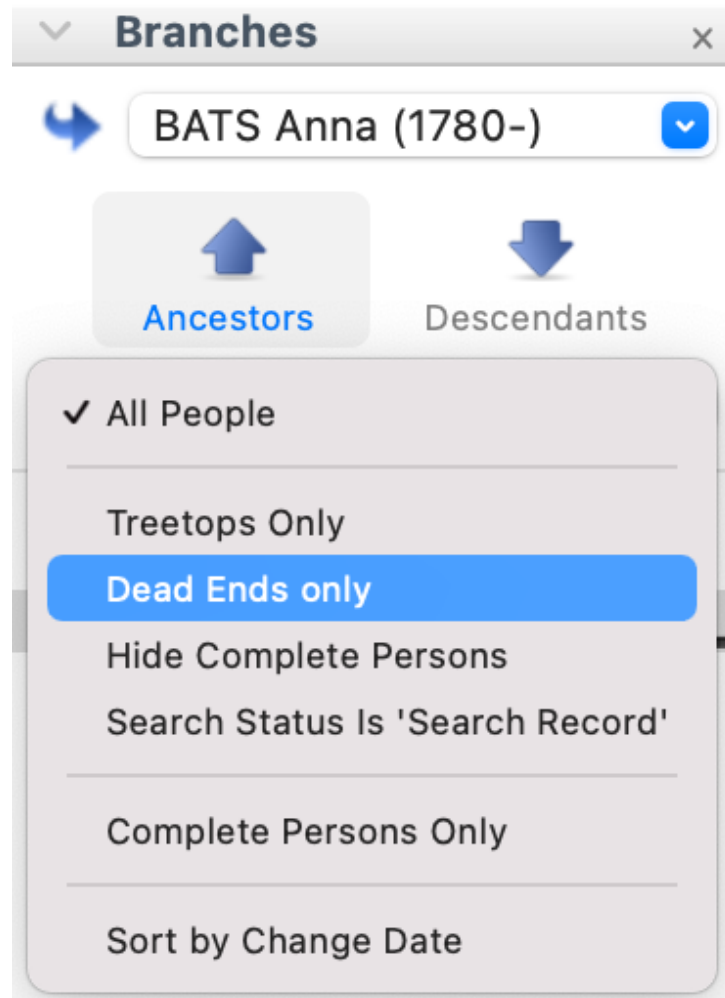 Branches
BATS Anna (1780-)
Ancestors Descendants
✓ All People
Treetops Only
Dead Ends only
Hide Complete Persons
Search Status Is 'Search Record'
Complete Persons Only
Sort by Change Date